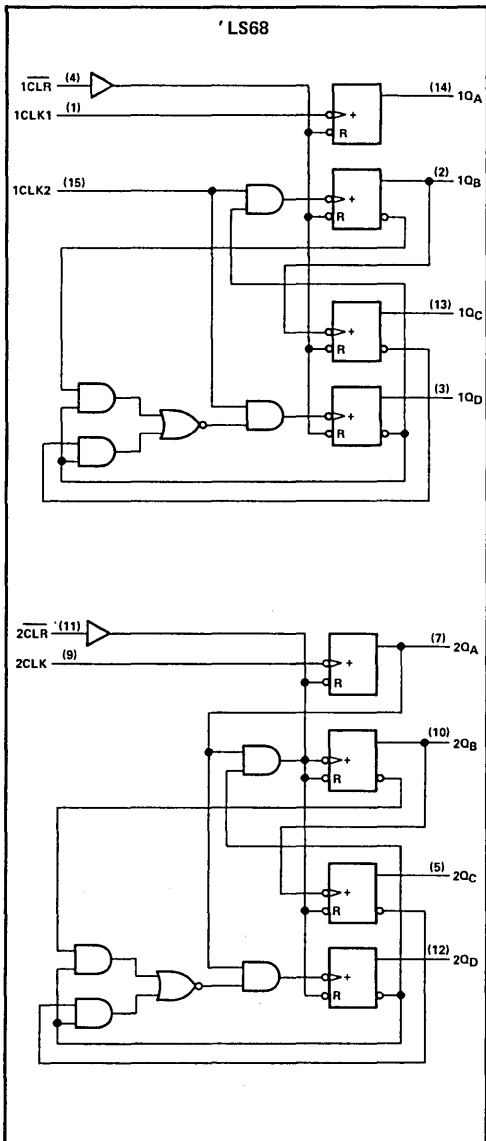 'LS68
1CLR (4)
(14) 1QA
1CLK1 (1)
+
R
(2) 1QB
1CLK2 (15)
+
R
(13) 1QC
+
R
(3) 1QD
+
R
2CLR '(11)
(7) 2QA
2CLK (9)
+
R
(10) 2QB
+
R
(5) 2QC
+
R
(12) 2QD
+
R